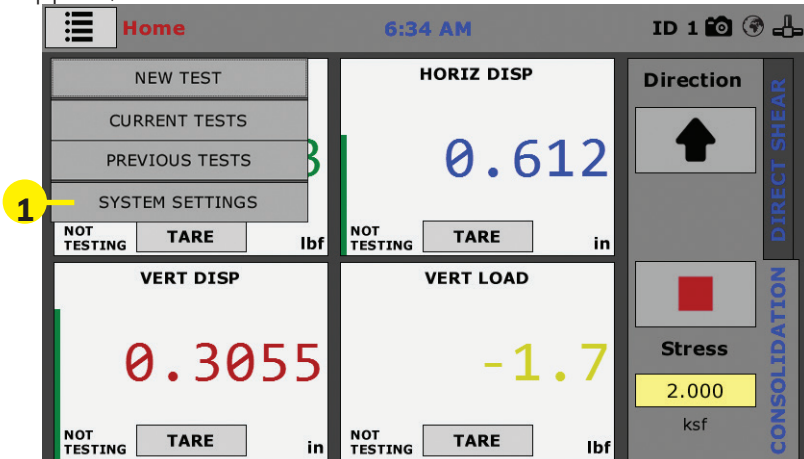 Home
6:34 AM
ID 1
NEW TEST
CURRENT TESTS
PREVIOUS TESTS
SYSTEM SETTINGS
1
NOT
TESTING
TARE
lbf
HORIZ DISP
0.612
NOT
TESTING
TARE
in
VERT DISP
0.3055
NOT
TESTING
TARE
in
VERT LOAD
-1.7
NOT
TESTING
TARE
lbf
Direction
Stress
2.000
ksf
DIRECT SHEAR
CONSOLIDATION